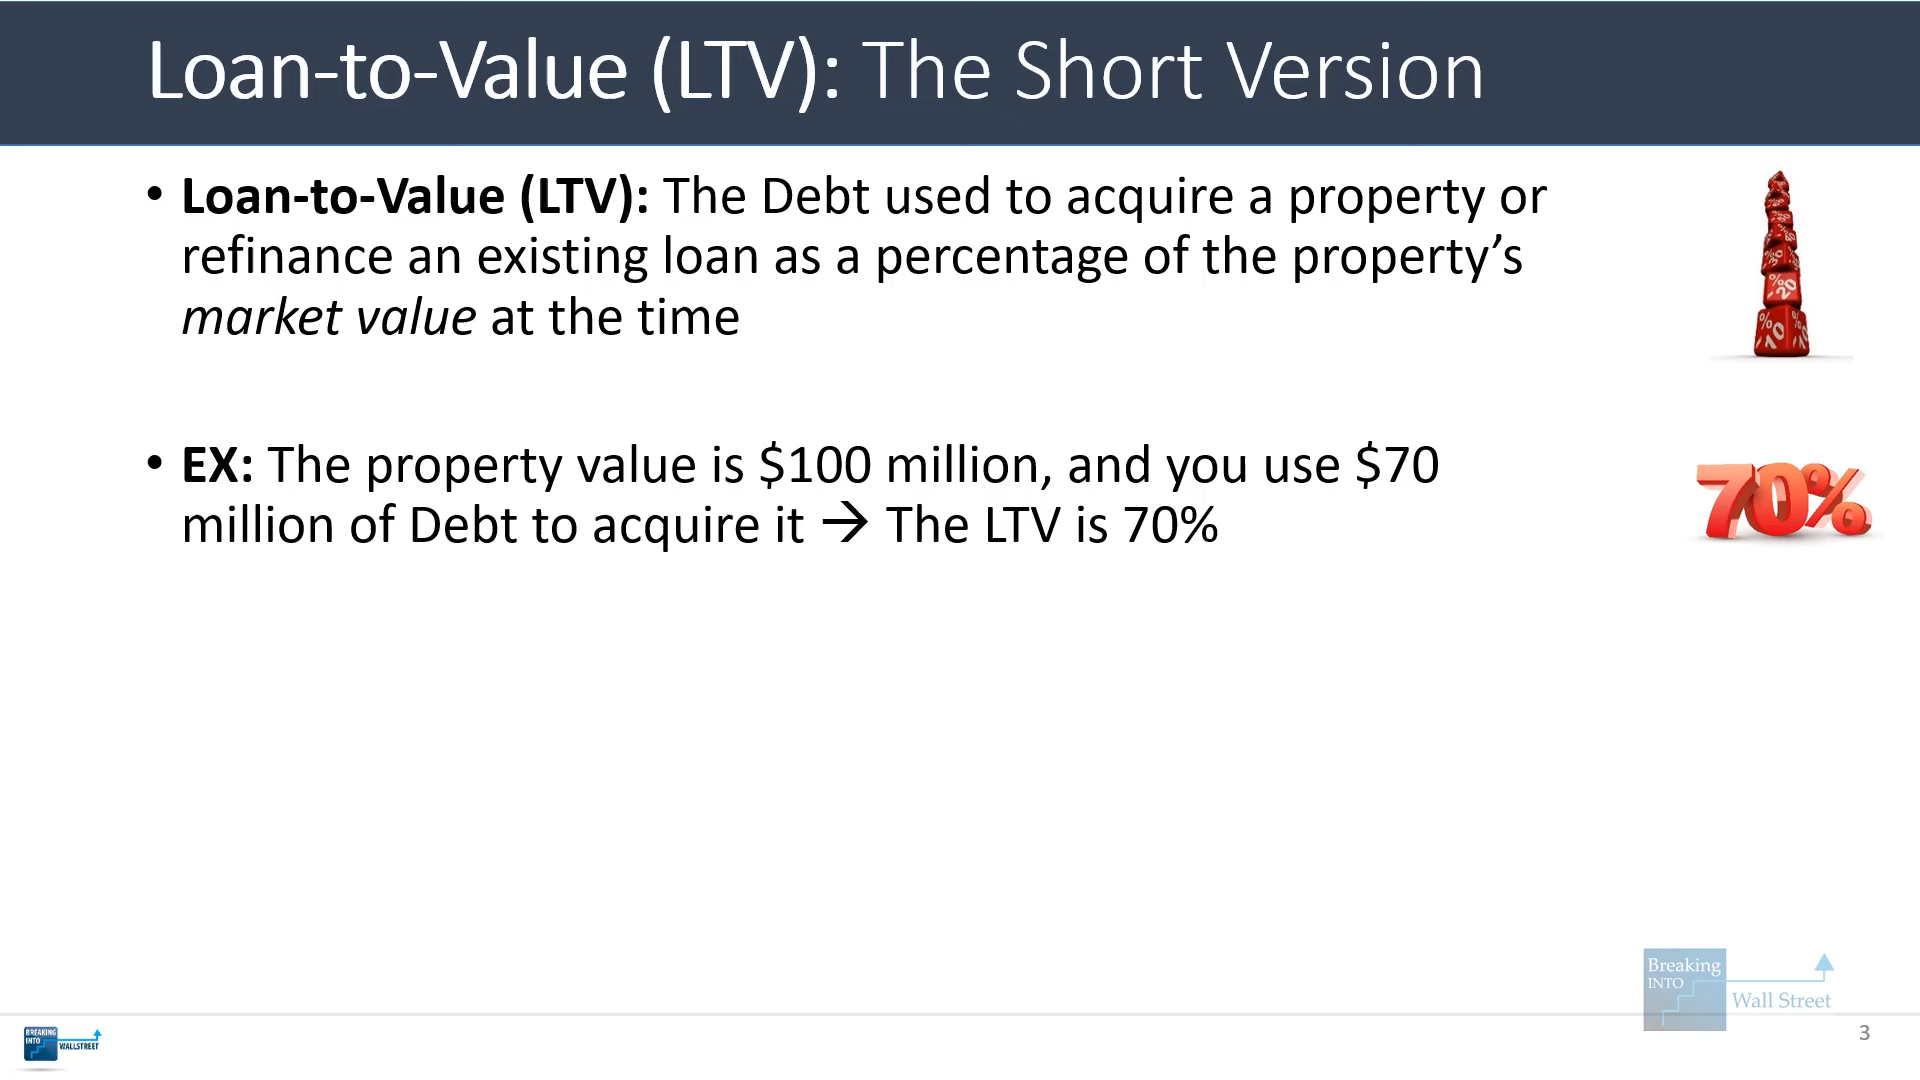 Loan-to-Value (LTV): The Short Version
• Loan-to-Value (LTV): The Debt used to acquire a property or
refinance an existing loan as a percentage of the property’s
market value at the time
• EX: The property value is $100 million, and you use $70
million of Debt to acquire it → The LTV is 70%
70%
Breaking
INTO
Wall Street
BREAKING
INTO
WALLSTREET
3